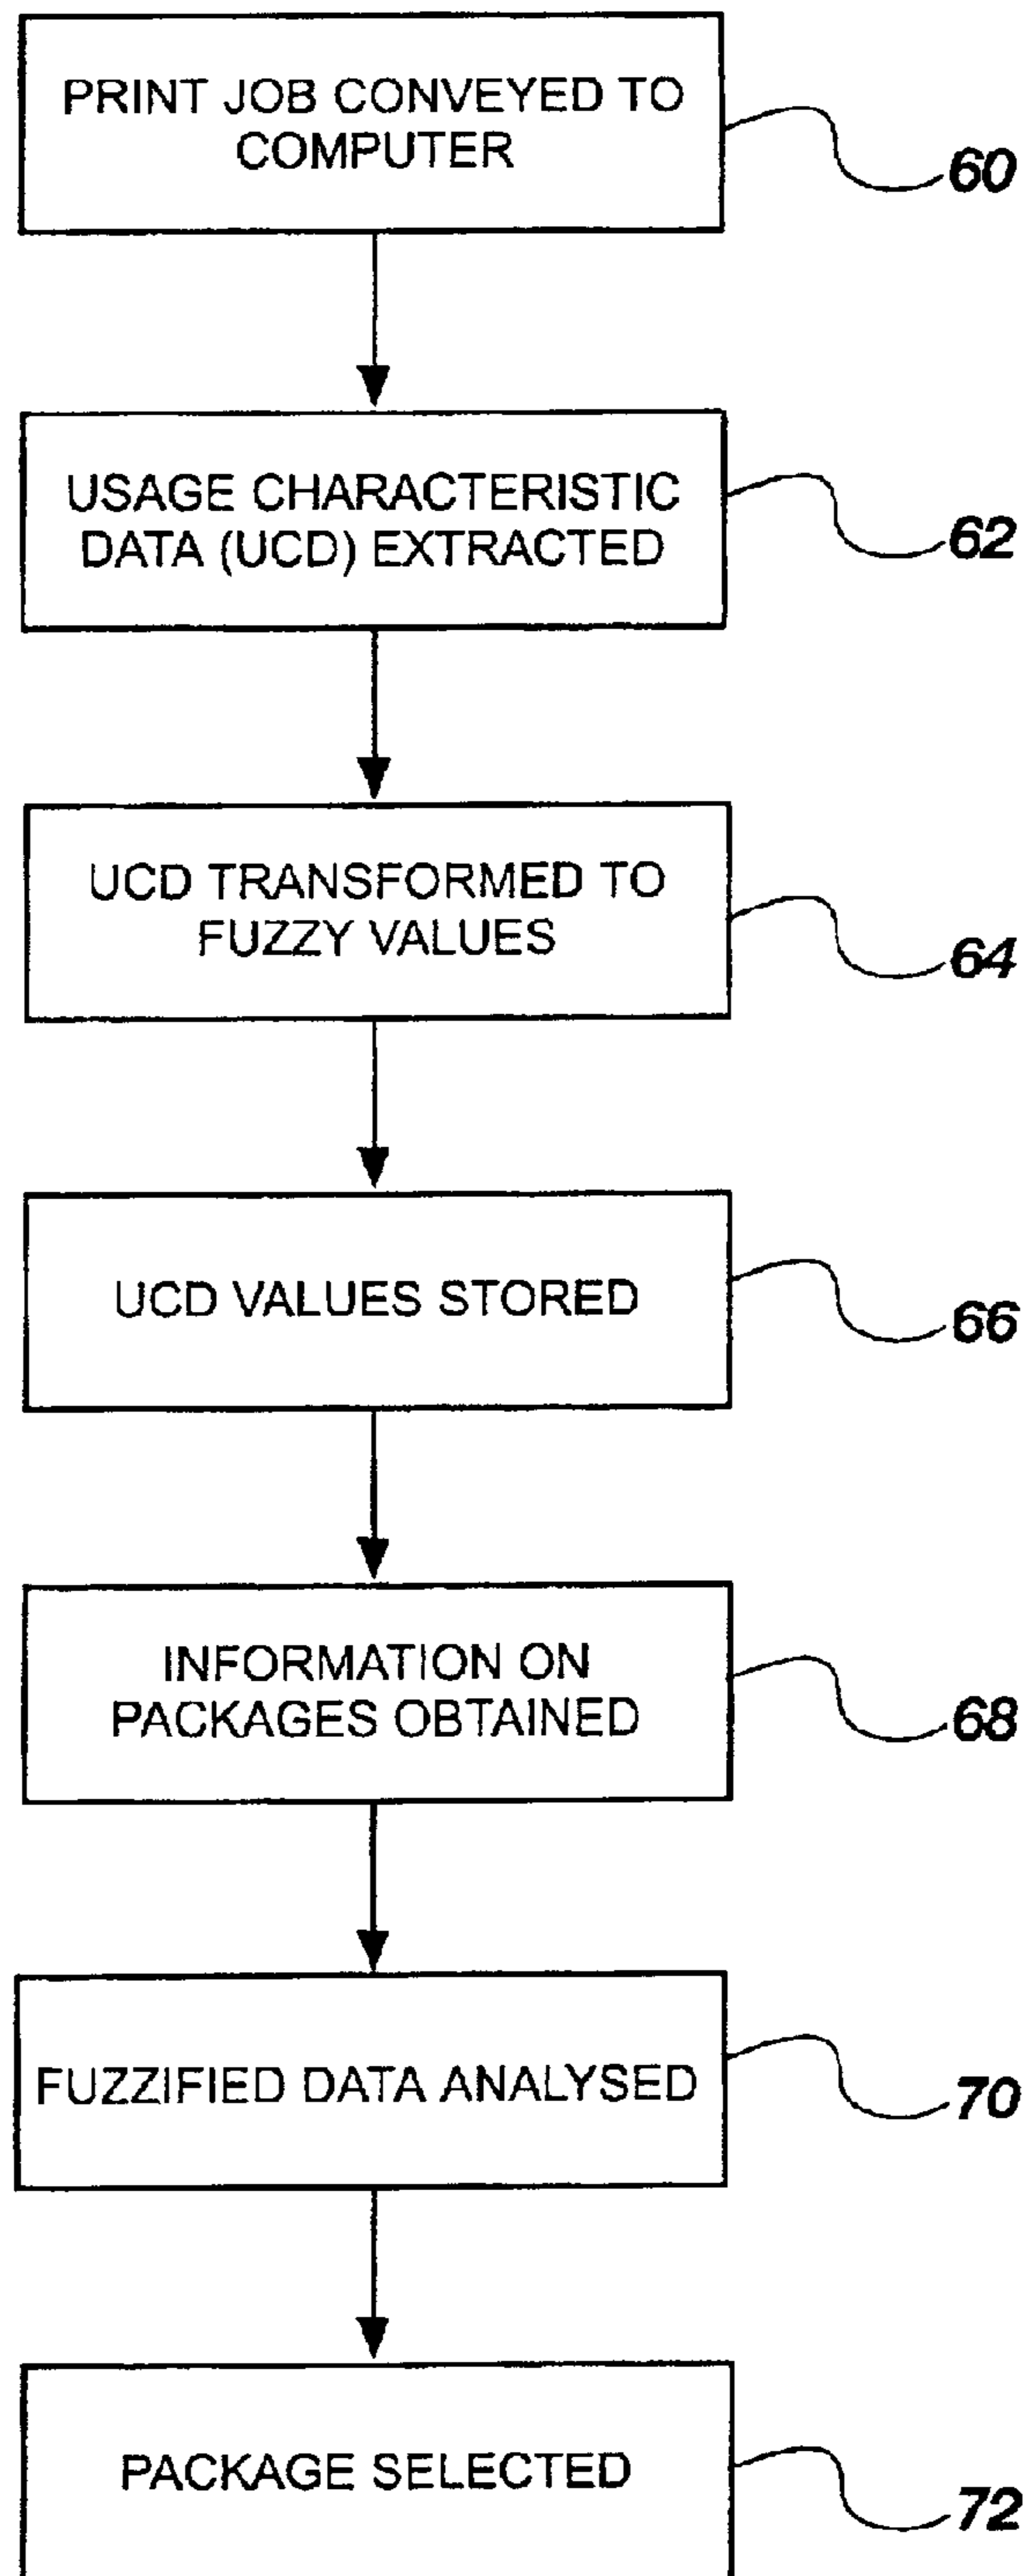 PRINT JOB CONVEYED TO
COMPUTER
60
USAGE CHARACTERISTIC
DATA (UCD) EXTRACTED
62
UCD TRANSFORMED TO
FUZZY VALUES
64
UCD VALUES STORED
66
INFORMATION ON
PACKAGES OBTAINED
68
FUZZIFIED DATA ANALYSED
70
PACKAGE SELECTED
72